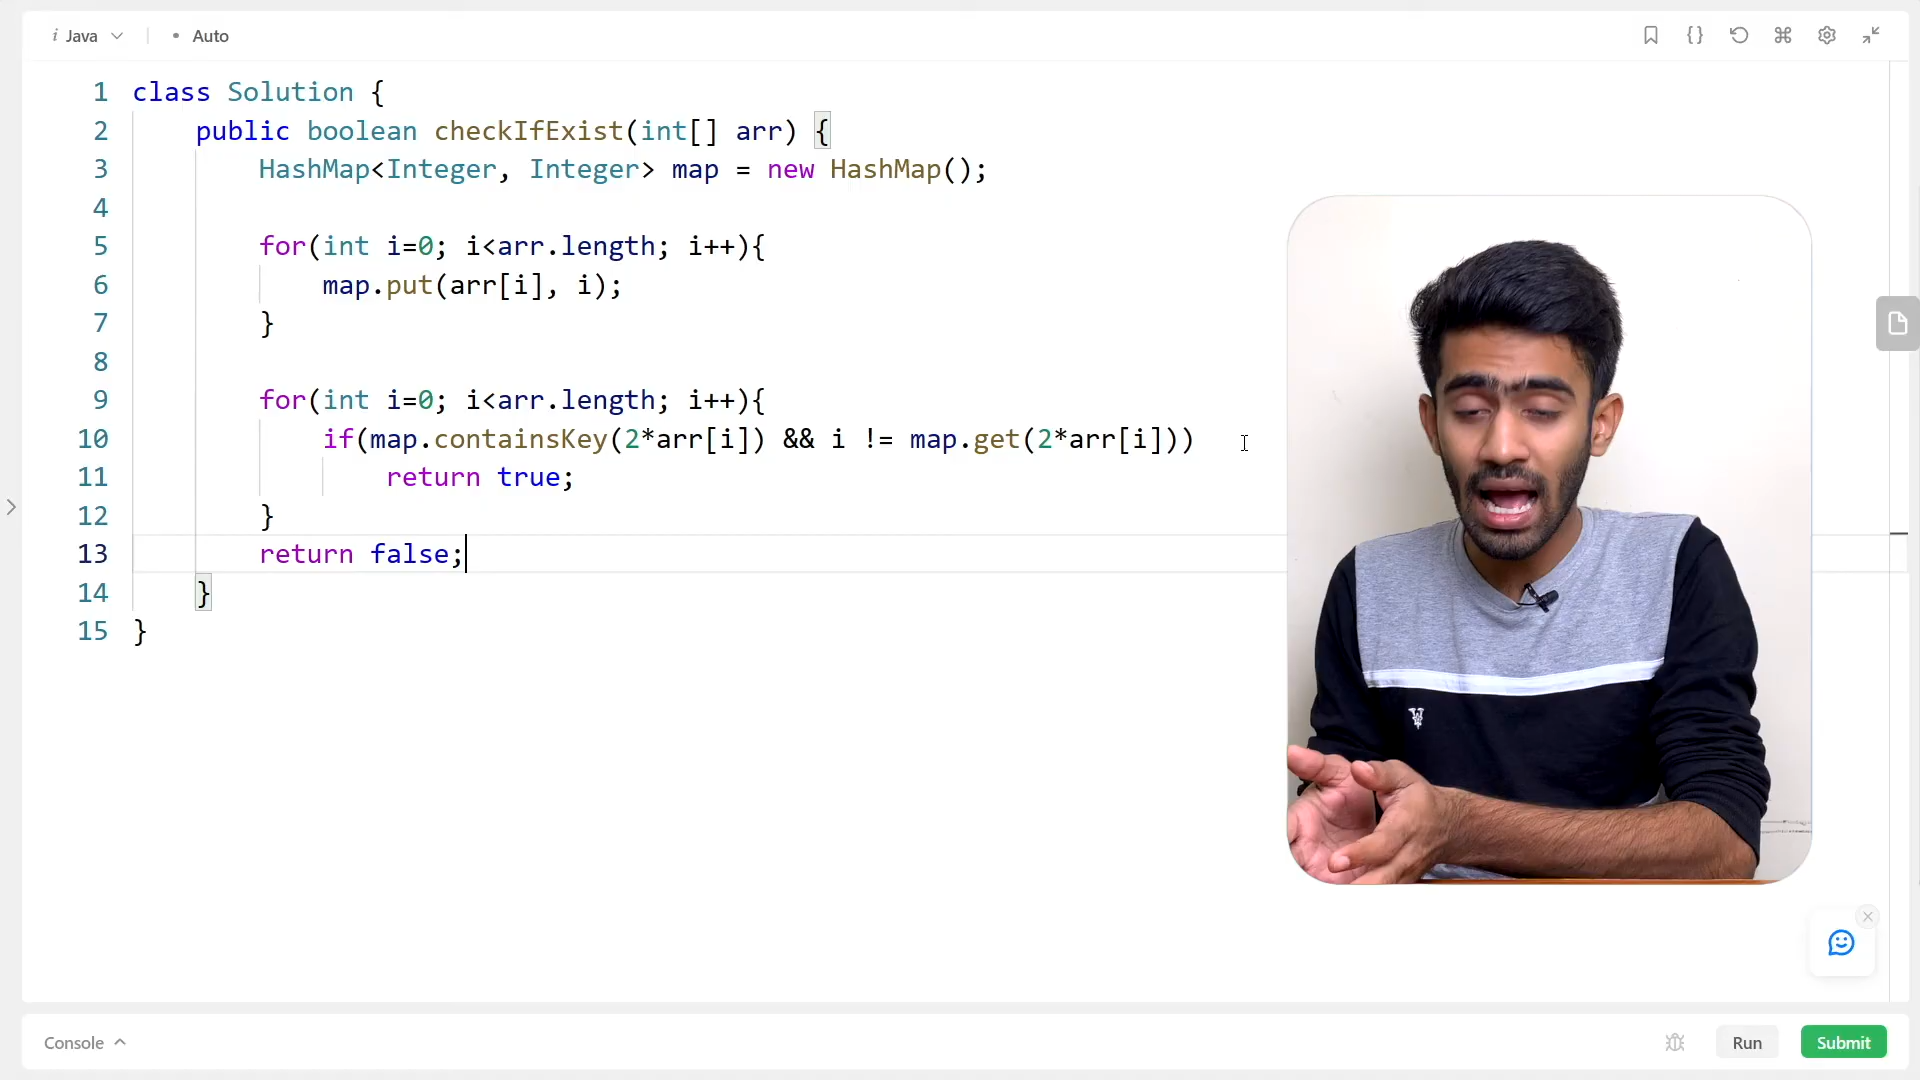 i Java
• Auto
1 class Solution {
2 public boolean checkIfExist(int[] arr) {
3 HashMap<Integer, Integer> map = new HashMap();
4
5 for(int i=0; i<arr.length; i++){
6 map.put(arr[i], i);
7 }
8
9 for(int i=0; i<arr.length; i++){
10 if(map.containsKey(2*arr[i]) && i != map.get(2*arr[i]))
11 return true;
12 }
13 return false;
14 }
15 }
Console
Run
Submit